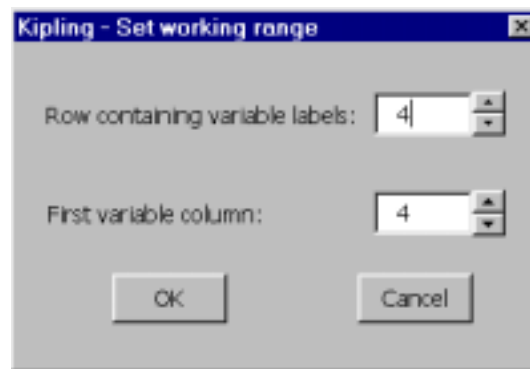 Kipling - Set working range
Row containing variable labels: 4
First variable column: 4
OK Cancel